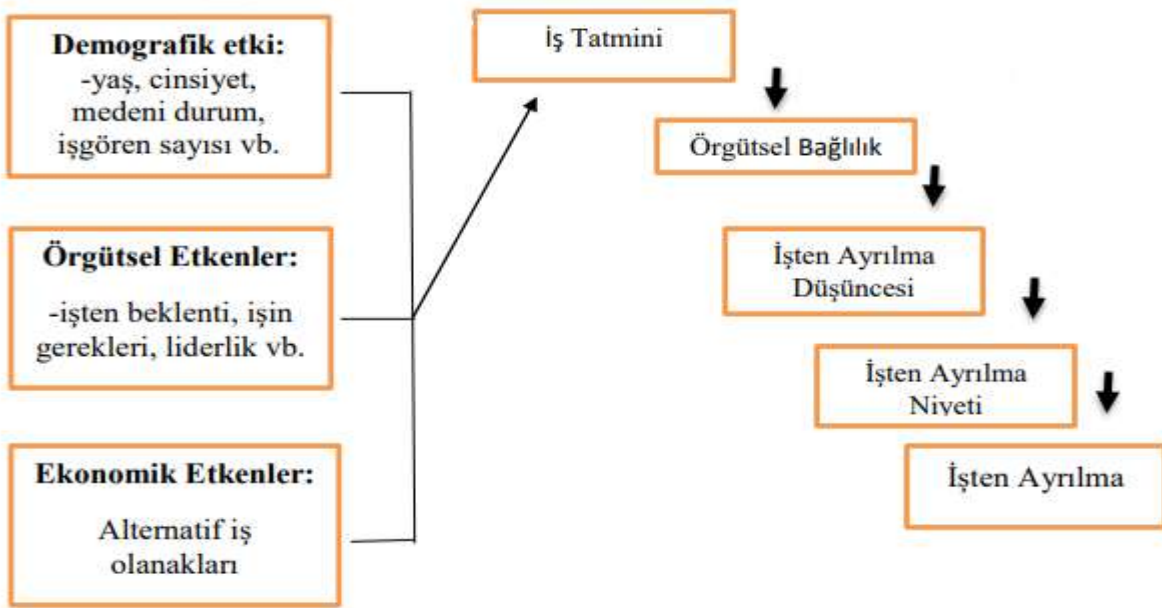 Demografik etki:
-yaş, cinsiyet,
medeni durum,
işgören sayısı vb.
Örgütsel Etkenler:
-işten beklenti, işin
gerekleri, liderlik vb.
Ekonomik Etkenler:
Alternatif iş
olanakları
İş Tatmini
Örgütsel Bağlılık
İşten Ayrılma
Düşüncesi
İşten Ayrılma
Niyeti
İşten Ayrılma